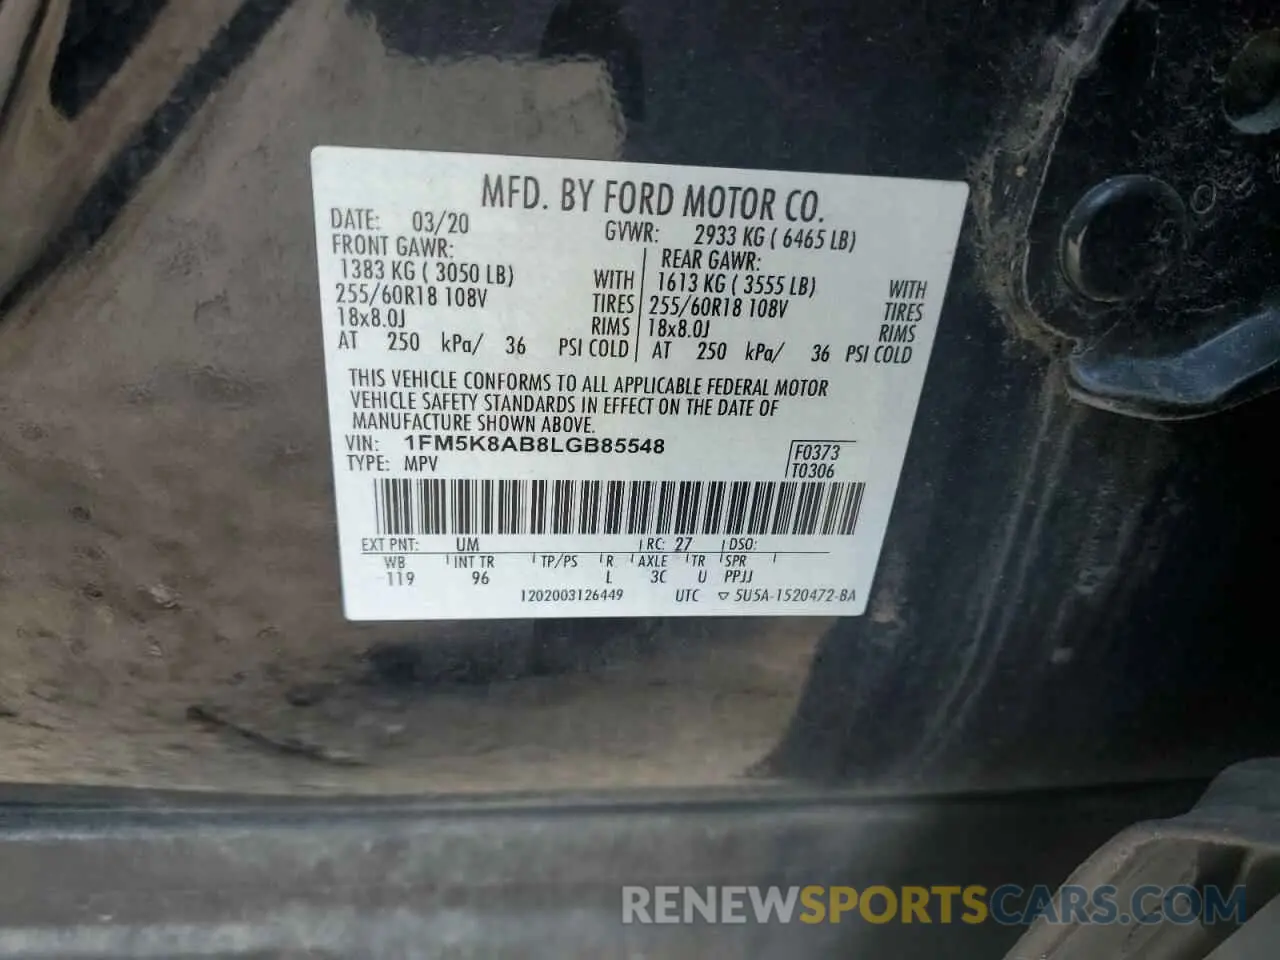 MFD. BY FORD MOTOR CO.
DATE: 03/20 GVWR: 2933 KG ( 6465 LB)
FRONT GAWR: REAR GAWR:
1383 KG ( 3050 LB) WITH 1613 KG ( 3555 LB) WITH
255/60R18 108V TIRES 255/60R18 108V TIRES
18x8.0J RIMS 18x8.0J RIMS
AT 250 kPa/ 36 PSI COLD AT 250 kPa/ 36 PSI COLD
THIS VEHICLE CONFORMS TO ALL APPLICABLE FEDERAL MOTOR
VEHICLE SAFETY STANDARDS IN EFFECT ON THE DATE OF
MANUFACTURE SHOWN ABOVE.
VIN: 1FM5K8AB8LGB85548 F0373
TYPE: MPV T0306
EXT PNT: UM RC: 27 DSO:
WB INT TR TP/PS R AXLE TR SPR
119 96 L 3C U PPJJ
1202003126449 UTC ▽ 5U5A-1520472-BA
RENEWSPORTSCARS.COM